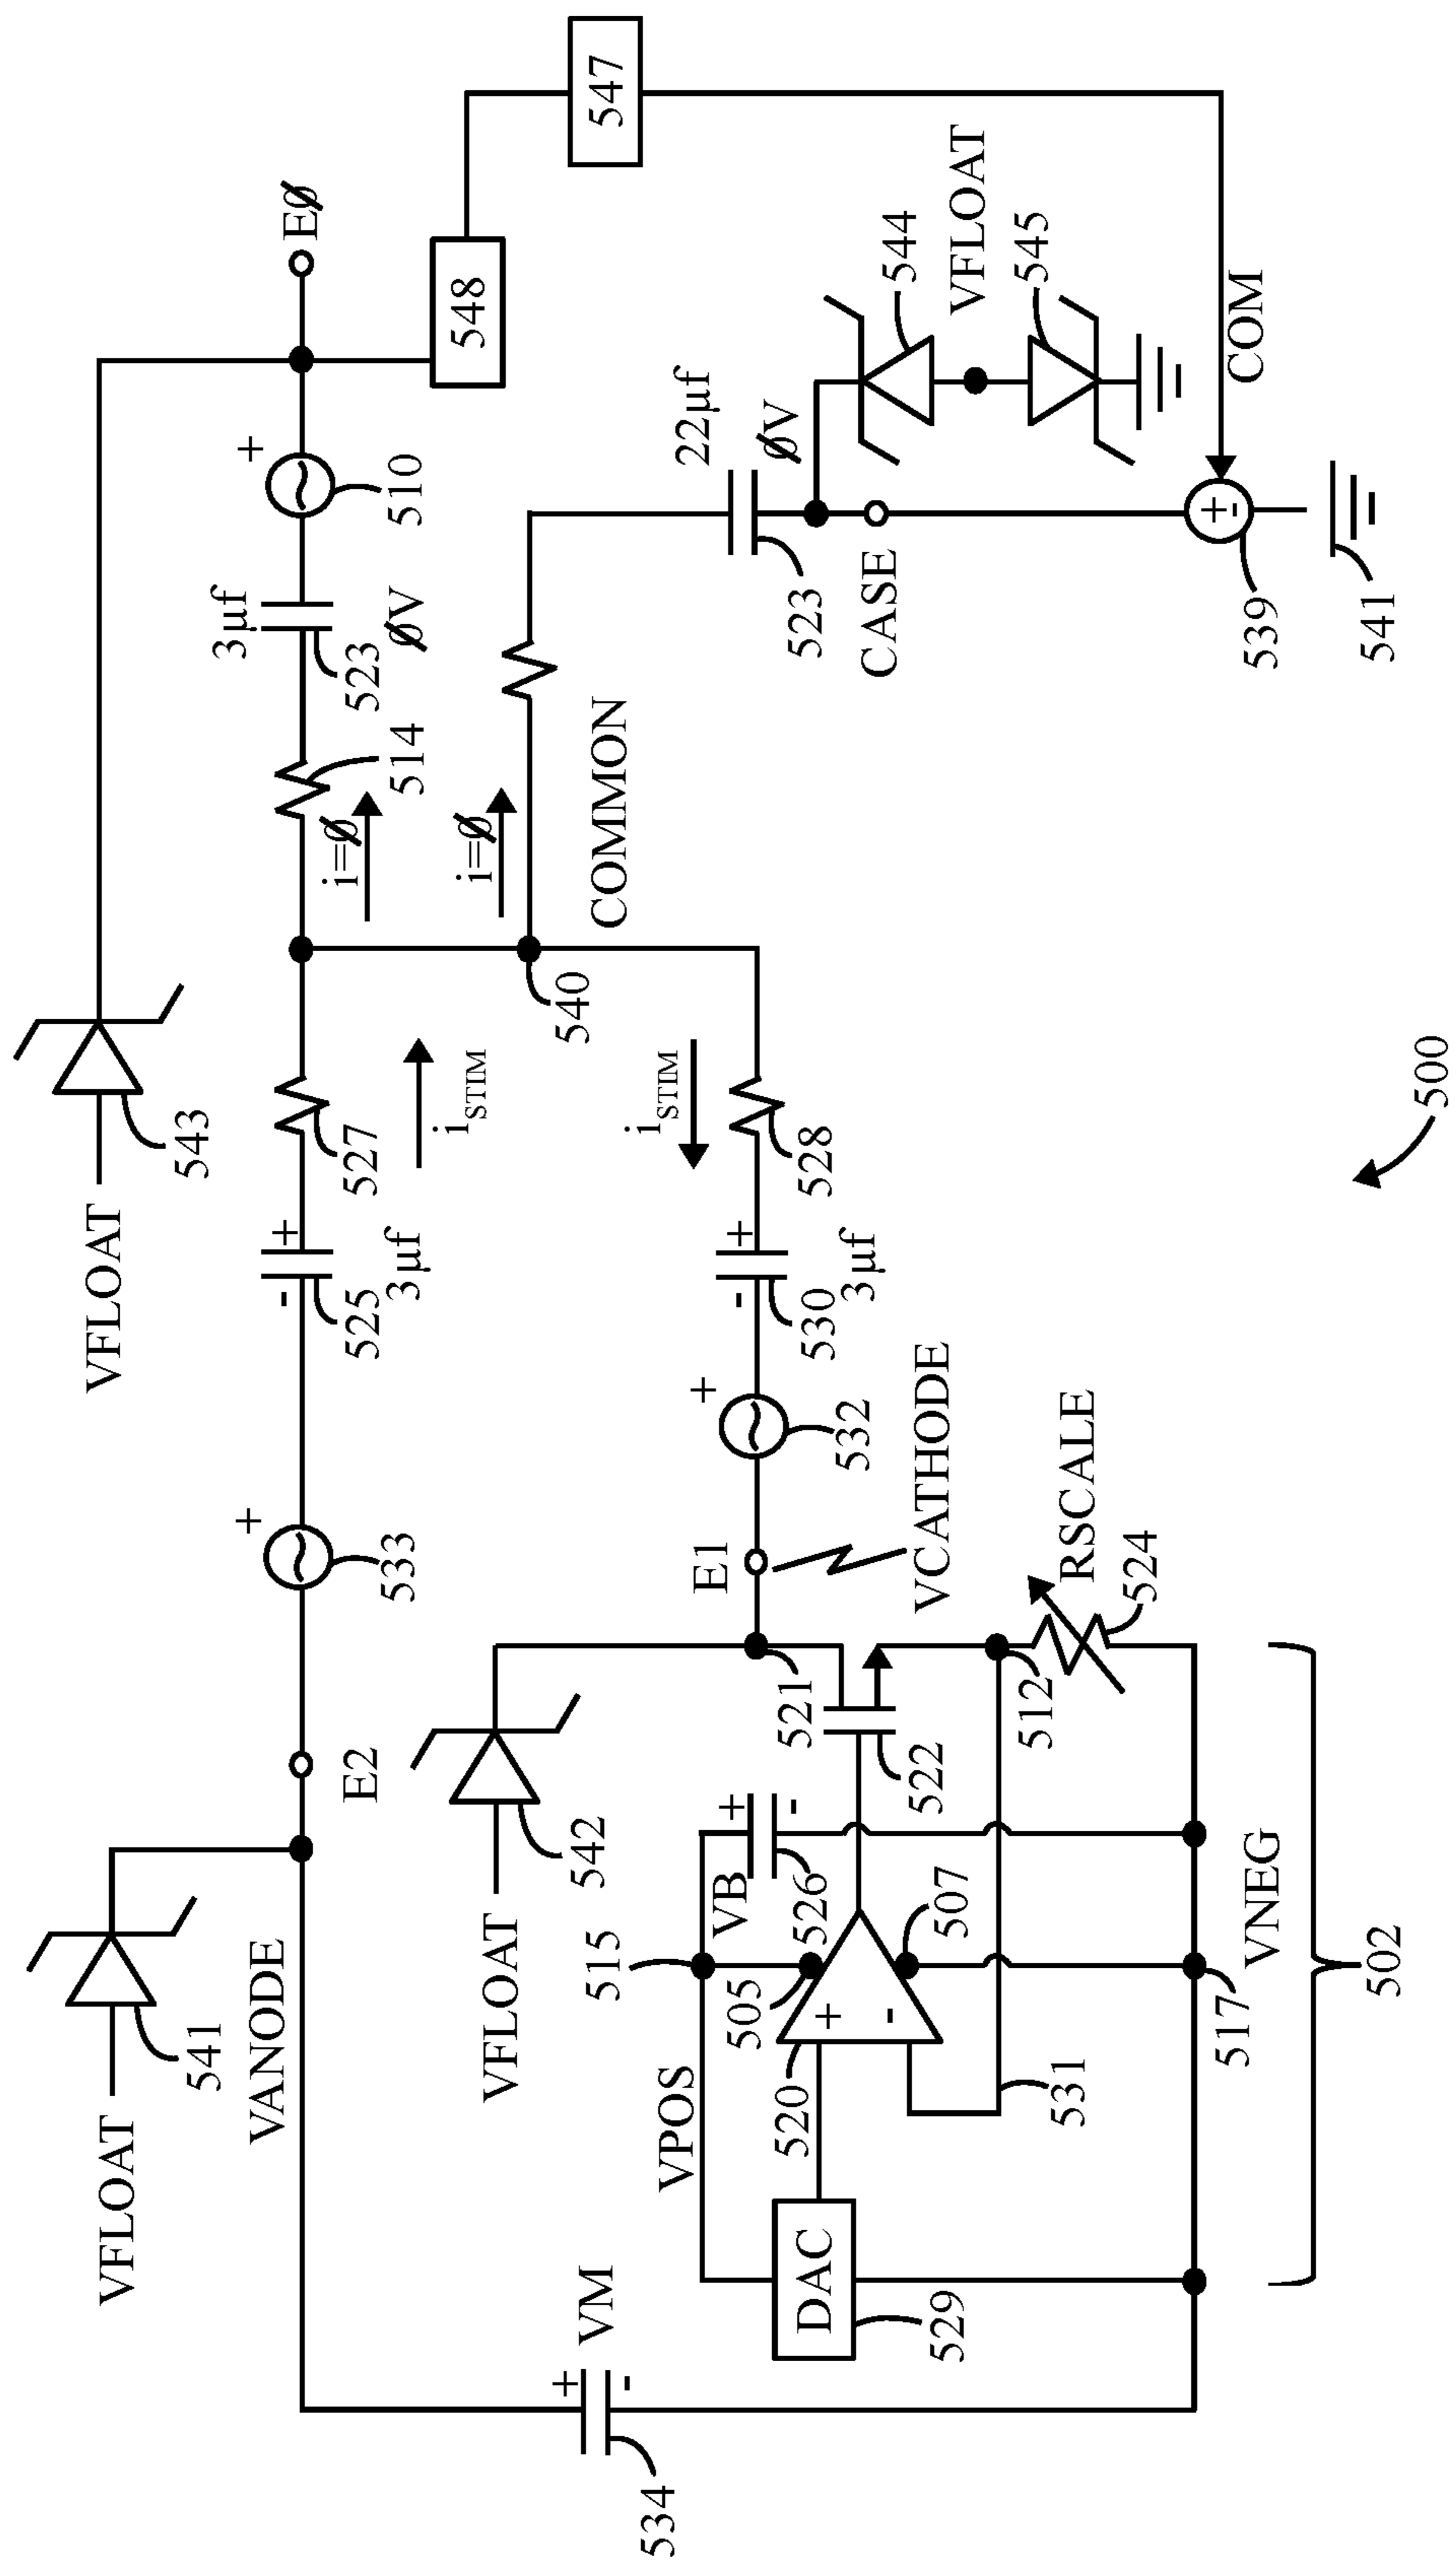 VFLOAT
VFLOAT
541
543
3µf
VANODE
+
+
EØ
E2
533
-
+
525
3µf
527
i=Ø
514
523
ØV
510
i_STIM
548
547
VFLOAT
542
i=Ø
540
COMMON
i_STIM
+
VM
-
534
515
VPOS
VB
+
-
E1
+
-
+
22µf
ØV
505
526
521
532
530
3µf
528
523
DAC
520
+
-
522
VCATHODE
CASE
544
529
507
512
VFLOAT
531
RSCALE
545
524
+
-
COM
VNEG
517
539
541
502
500